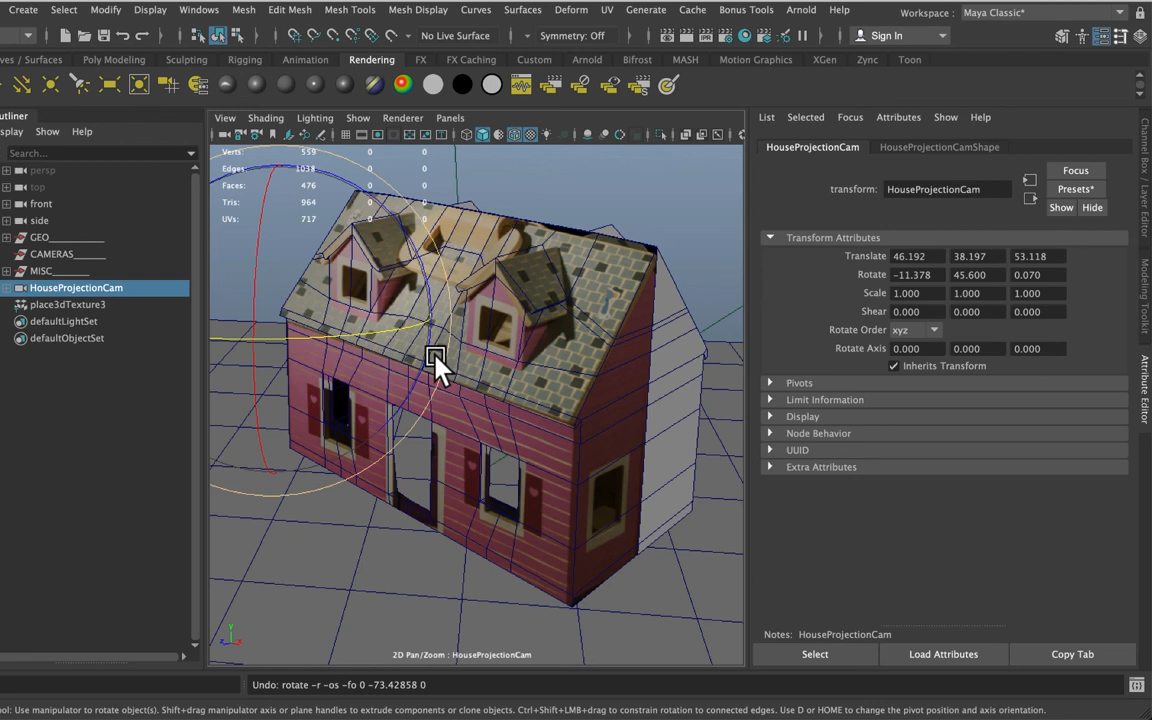 Create Select Modify Display Windows Mesh Edit Mesh Mesh Tools Mesh Display Curves Surfaces Deform UV Generate Cache Bonus Tools Arnold Help Workspace : Maya Classic*
No Live Surface Symmetry: Off Sign In
ves / Surfaces Poly Modeling Sculpting Rigging Animation Rendering FX FX Caching Custom Arnold Bifrost MASH Motion Graphics XGen Zync Toon
utliner
splay Show Help
Search...
persp
top
front
side
GEO__________
CAMERAS______
MISC______
HouseProjectionCam
place3dTexture3
defaultLightSet
defaultObjectSet
View Shading Lighting Show Renderer Panels
Verts: 559 0 0
Edges: 1038 0 0
Faces: 476 0 0
Tris: 964 0 0
UVs: 717 0 0
y
z x
2D Pan/Zoom : HouseProjectionCam
List Selected Focus Attributes Show Help
HouseProjectionCam HouseProjectionCamShape
transform: HouseProjectionCam
Focus
Presets*
Show Hide
Transform Attributes
Translate 46.192 38.197 53.118
Rotate -11.378 45.600 0.070
Scale 1.000 1.000 1.000
Shear 0.000 0.000 0.000
Rotate Order xyz
Rotate Axis 0.000 0.000 0.000
Inherits Transform
Pivots
Limit Information
Display
Node Behavior
UUID
Extra Attributes
Notes: HouseProjectionCam
Select Load Attributes Copy Tab
Channel Box / Layer Editor
Modeling Toolkit
Attribute Editor
Undo: rotate -r -os -fo 0 -73.42858 0
ool: Use manipulator to rotate object(s). Shift+drag manipulator axis or plane handles to extrude components or clone objects. Ctrl+Shift+LMB+drag to constrain rotation to connected edges. Use D or HOME to change the pivot position and axis orientation.